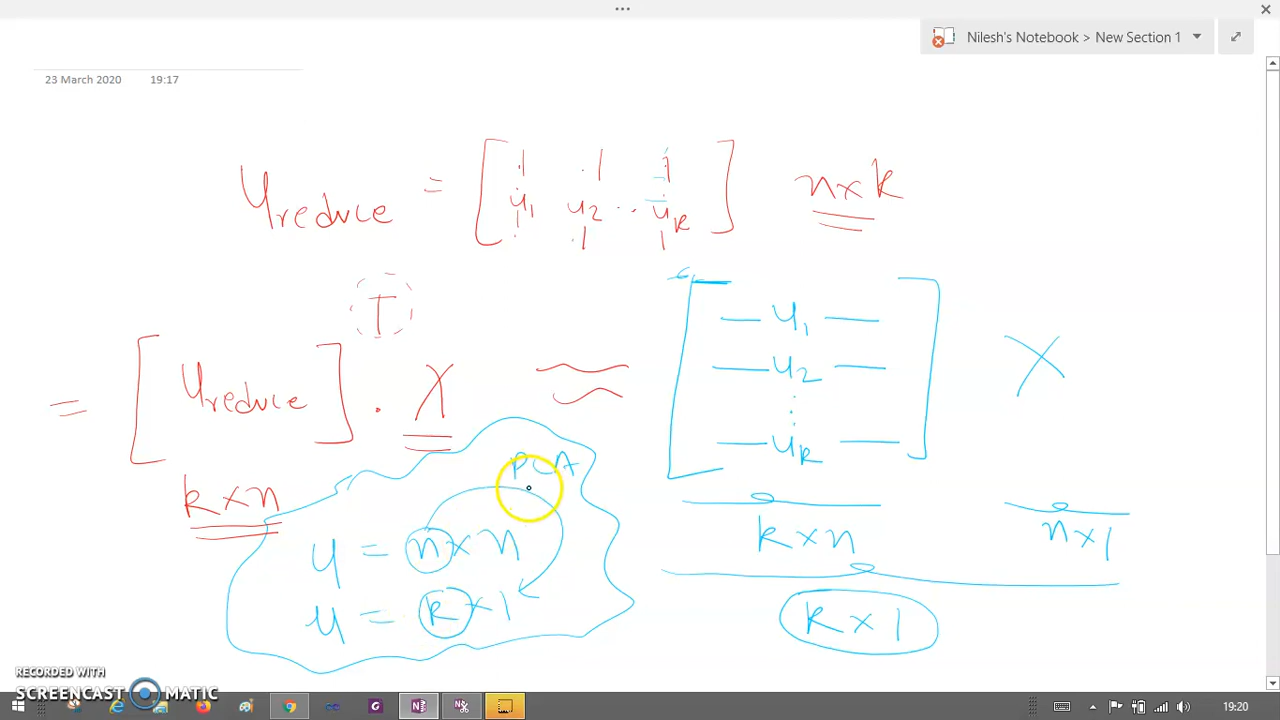 Nilesh's Notebook > New Section 1
23 March 2020 19:17
Ureduce = [ u1 u2 .. uk ] n x k
T
= [ Ureduce ] . X ≈ [ — u1 — — u2 — ⋮ — uk — ] X
k x n
PCA
k x n n x 1
u = n x n
u = k x 1
k x 1
RECORDED WITH
SCREENCAST MATIC
19:20